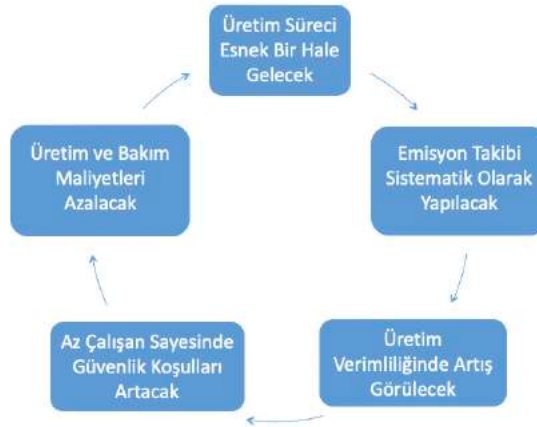 Üretim Süreci
Esnek Bir Hale
Gelecek
Emisyon Takibi
Sistematik Olarak
Yapılacak
Üretim
Verimliliğinde Artış
Görülecek
Az Çalışan Sayesinde
Güvenlik Koşulları
Artacak
Üretim ve Bakım
Maliyetleri
Azalacak